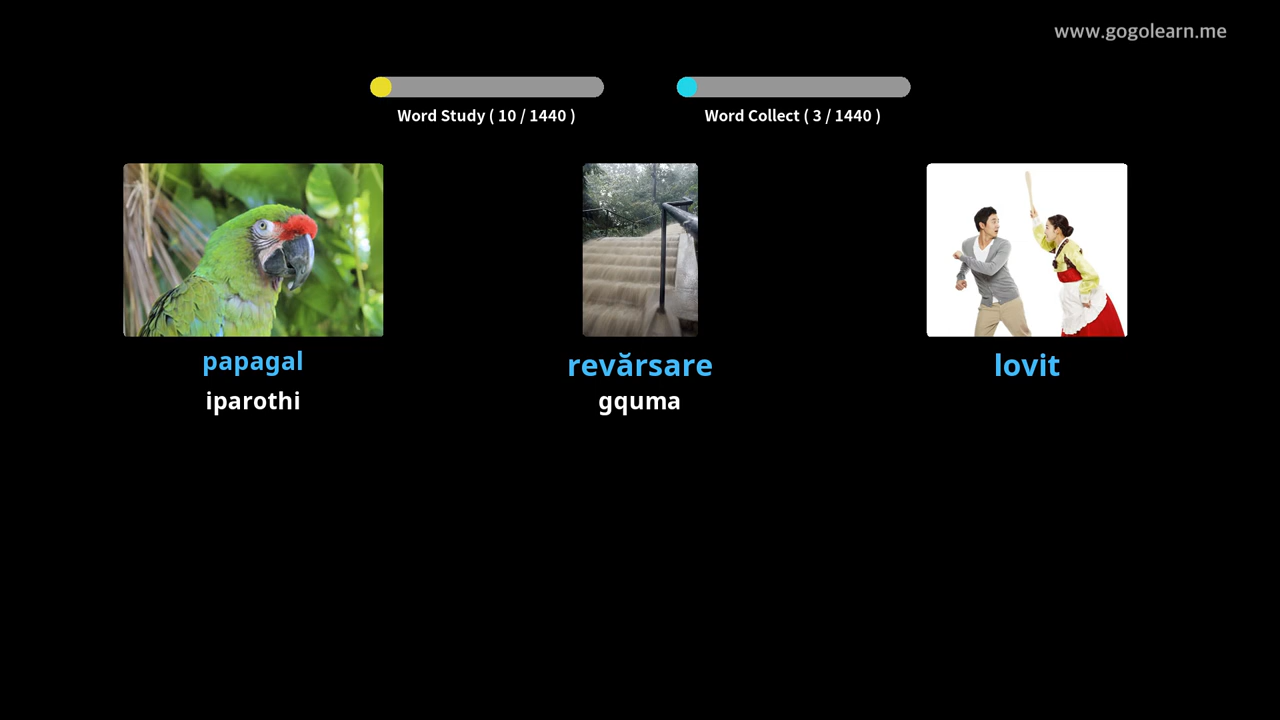 www.gogolearn.me
Word Study ( 10 / 1440 )
Word Collect ( 3 / 1440 )
papagal
revărsare
lovit
iparothi
gquma